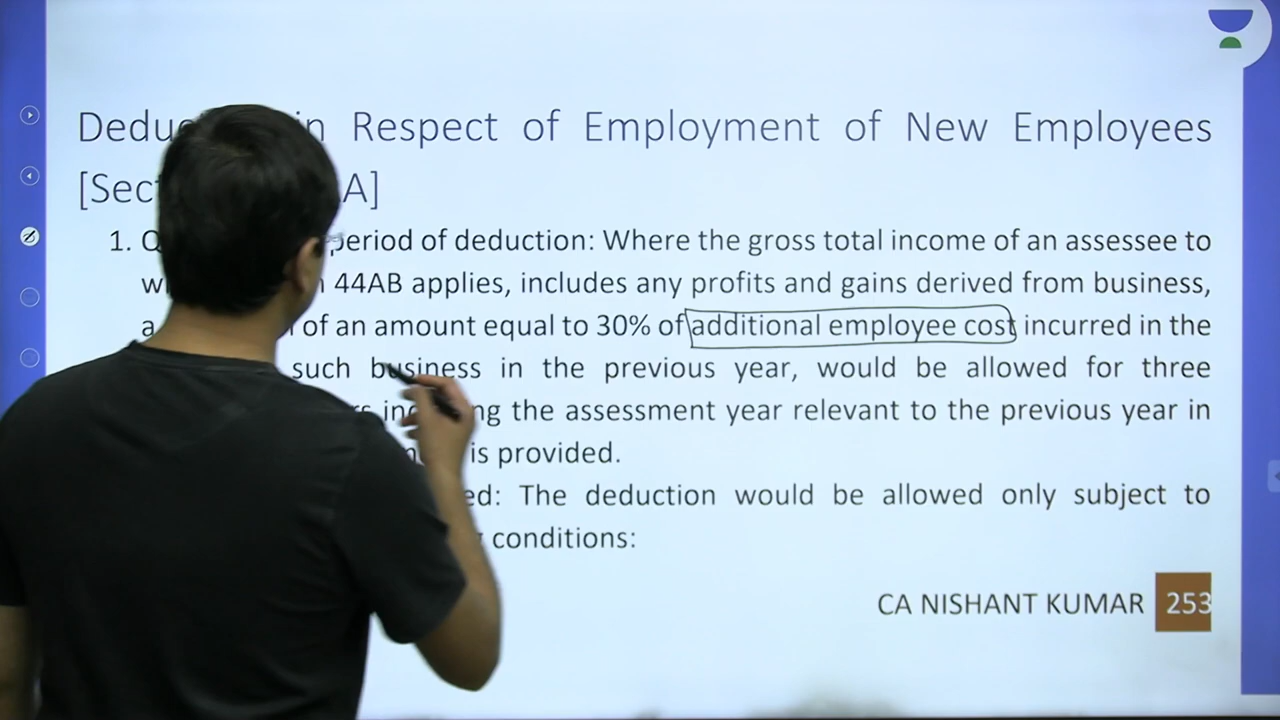 in Respect of Employment of New Employees
A]
1. period of deduction: Where the gross total income of an assessee to
44AB applies, includes any profits and gains derived from business,
of an amount equal to 30% of additional employee cost incurred in the
such business in the previous year, would be allowed for three
the assessment year relevant to the previous year in
is provided.
The deduction would be allowed only subject to
conditions:
CA NISHANT KUMAR 253